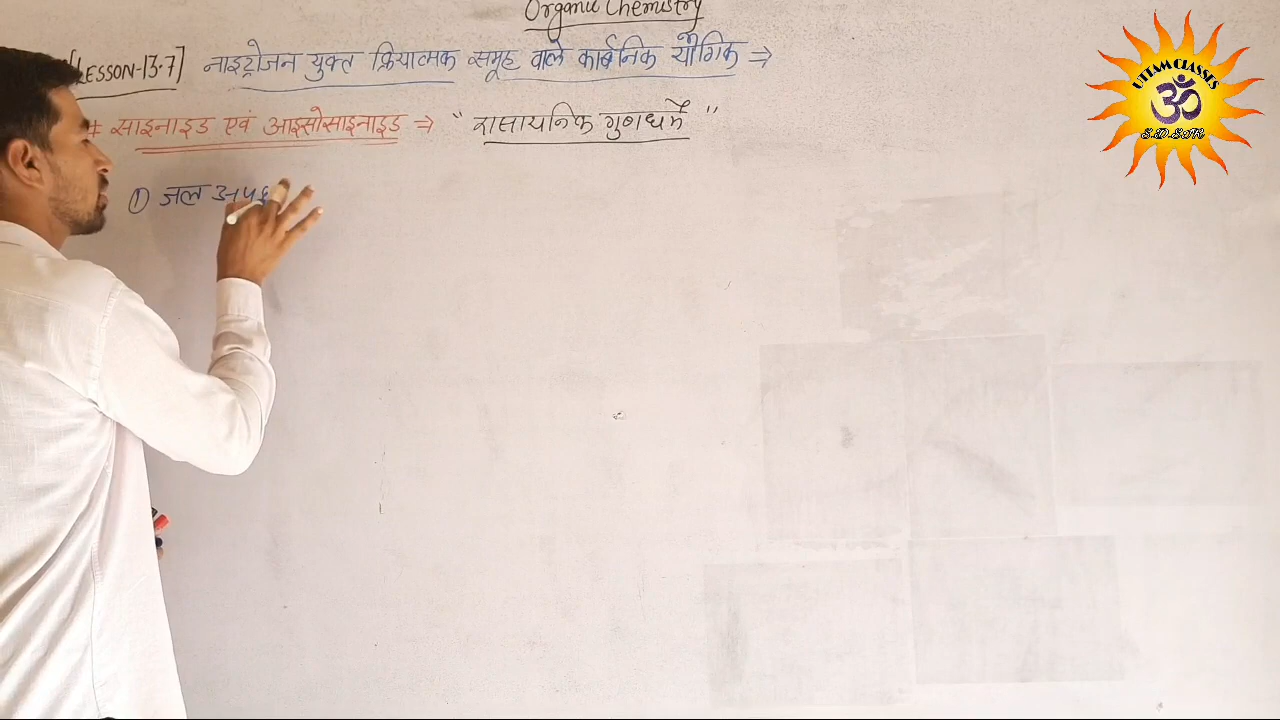 Organic Chemistry
[LESSON-13.7] नाइट्रोजन युक्त क्रियात्मक समूह वाले कार्बनिक यौगिक ⇒
# साइनाइड एवं आइसोसाइनाइड ⇒ "रासायनिक गुणधर्म"
① जल अपघ
UTTAM CLASSES
ॐ
S.D.S.M.